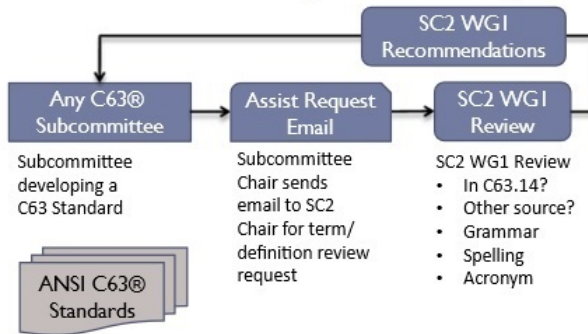 SC2 WG1
Recommendations
Any C63®
Subcommittee
Assist Request
Email
SC2 WG1
Review
Subcommittee
developing a
C63 Standard
Subcommittee
Chair sends
email to SC2
Chair for term/
definition review
request
SC2 WG1 Review
• In C63.14?
• Other source?
• Grammar
• Spelling
• Acronym
ANSI C63®
Standards